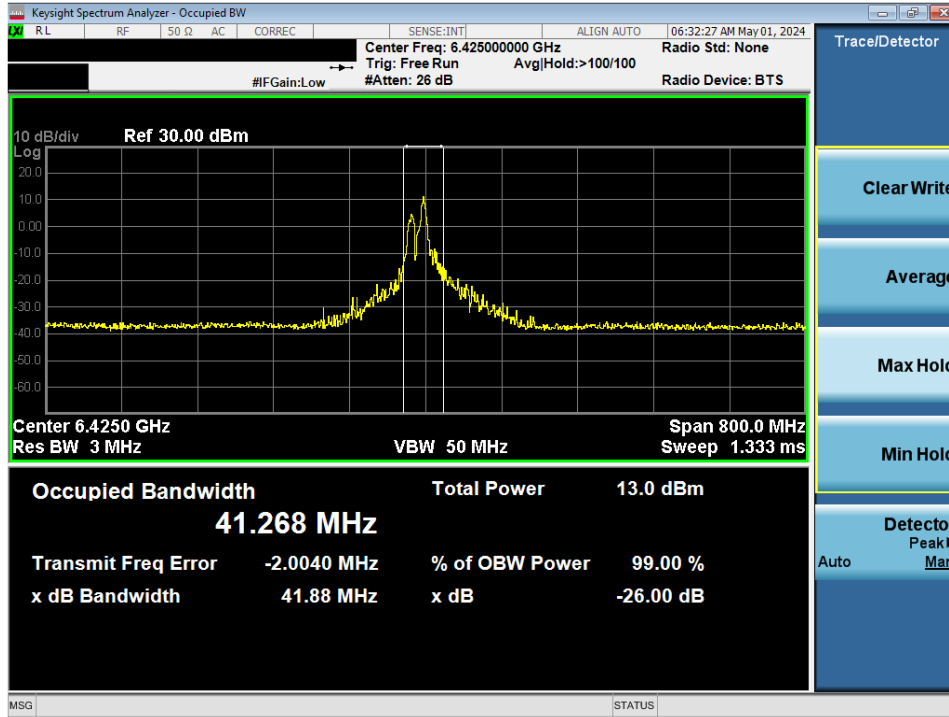 Keysight Spectrum Analyzer - Occupied BW
LXI RL RF 50 Ω AC CORREC SENSE:INT ALIGN AUTO 06:32:27 AM May 01, 2024
Center Freq: 6.425000000 GHz Radio Std: None
Trig: Free Run Avg|Hold:>100/100
#IFGain:Low #Atten: 26 dB Radio Device: BTS
10 dB/div Ref 30.00 dBm
Log
20.0
10.0
0.00
-10.0
-20.0
-30.0
-40.0
-50.0
-60.0
Center 6.4250 GHz Span 800.0 MHz
Res BW 3 MHz VBW 50 MHz Sweep 1.333 ms
Occupied Bandwidth Total Power 13.0 dBm
41.268 MHz
Transmit Freq Error -2.0040 MHz % of OBW Power 99.00 %
x dB Bandwidth 41.88 MHz x dB -26.00 dB
Trace/Detector
Clear Write
Average
Max Hold
Min Hold
Detecto
Peak
Auto Man
MSG STATUS